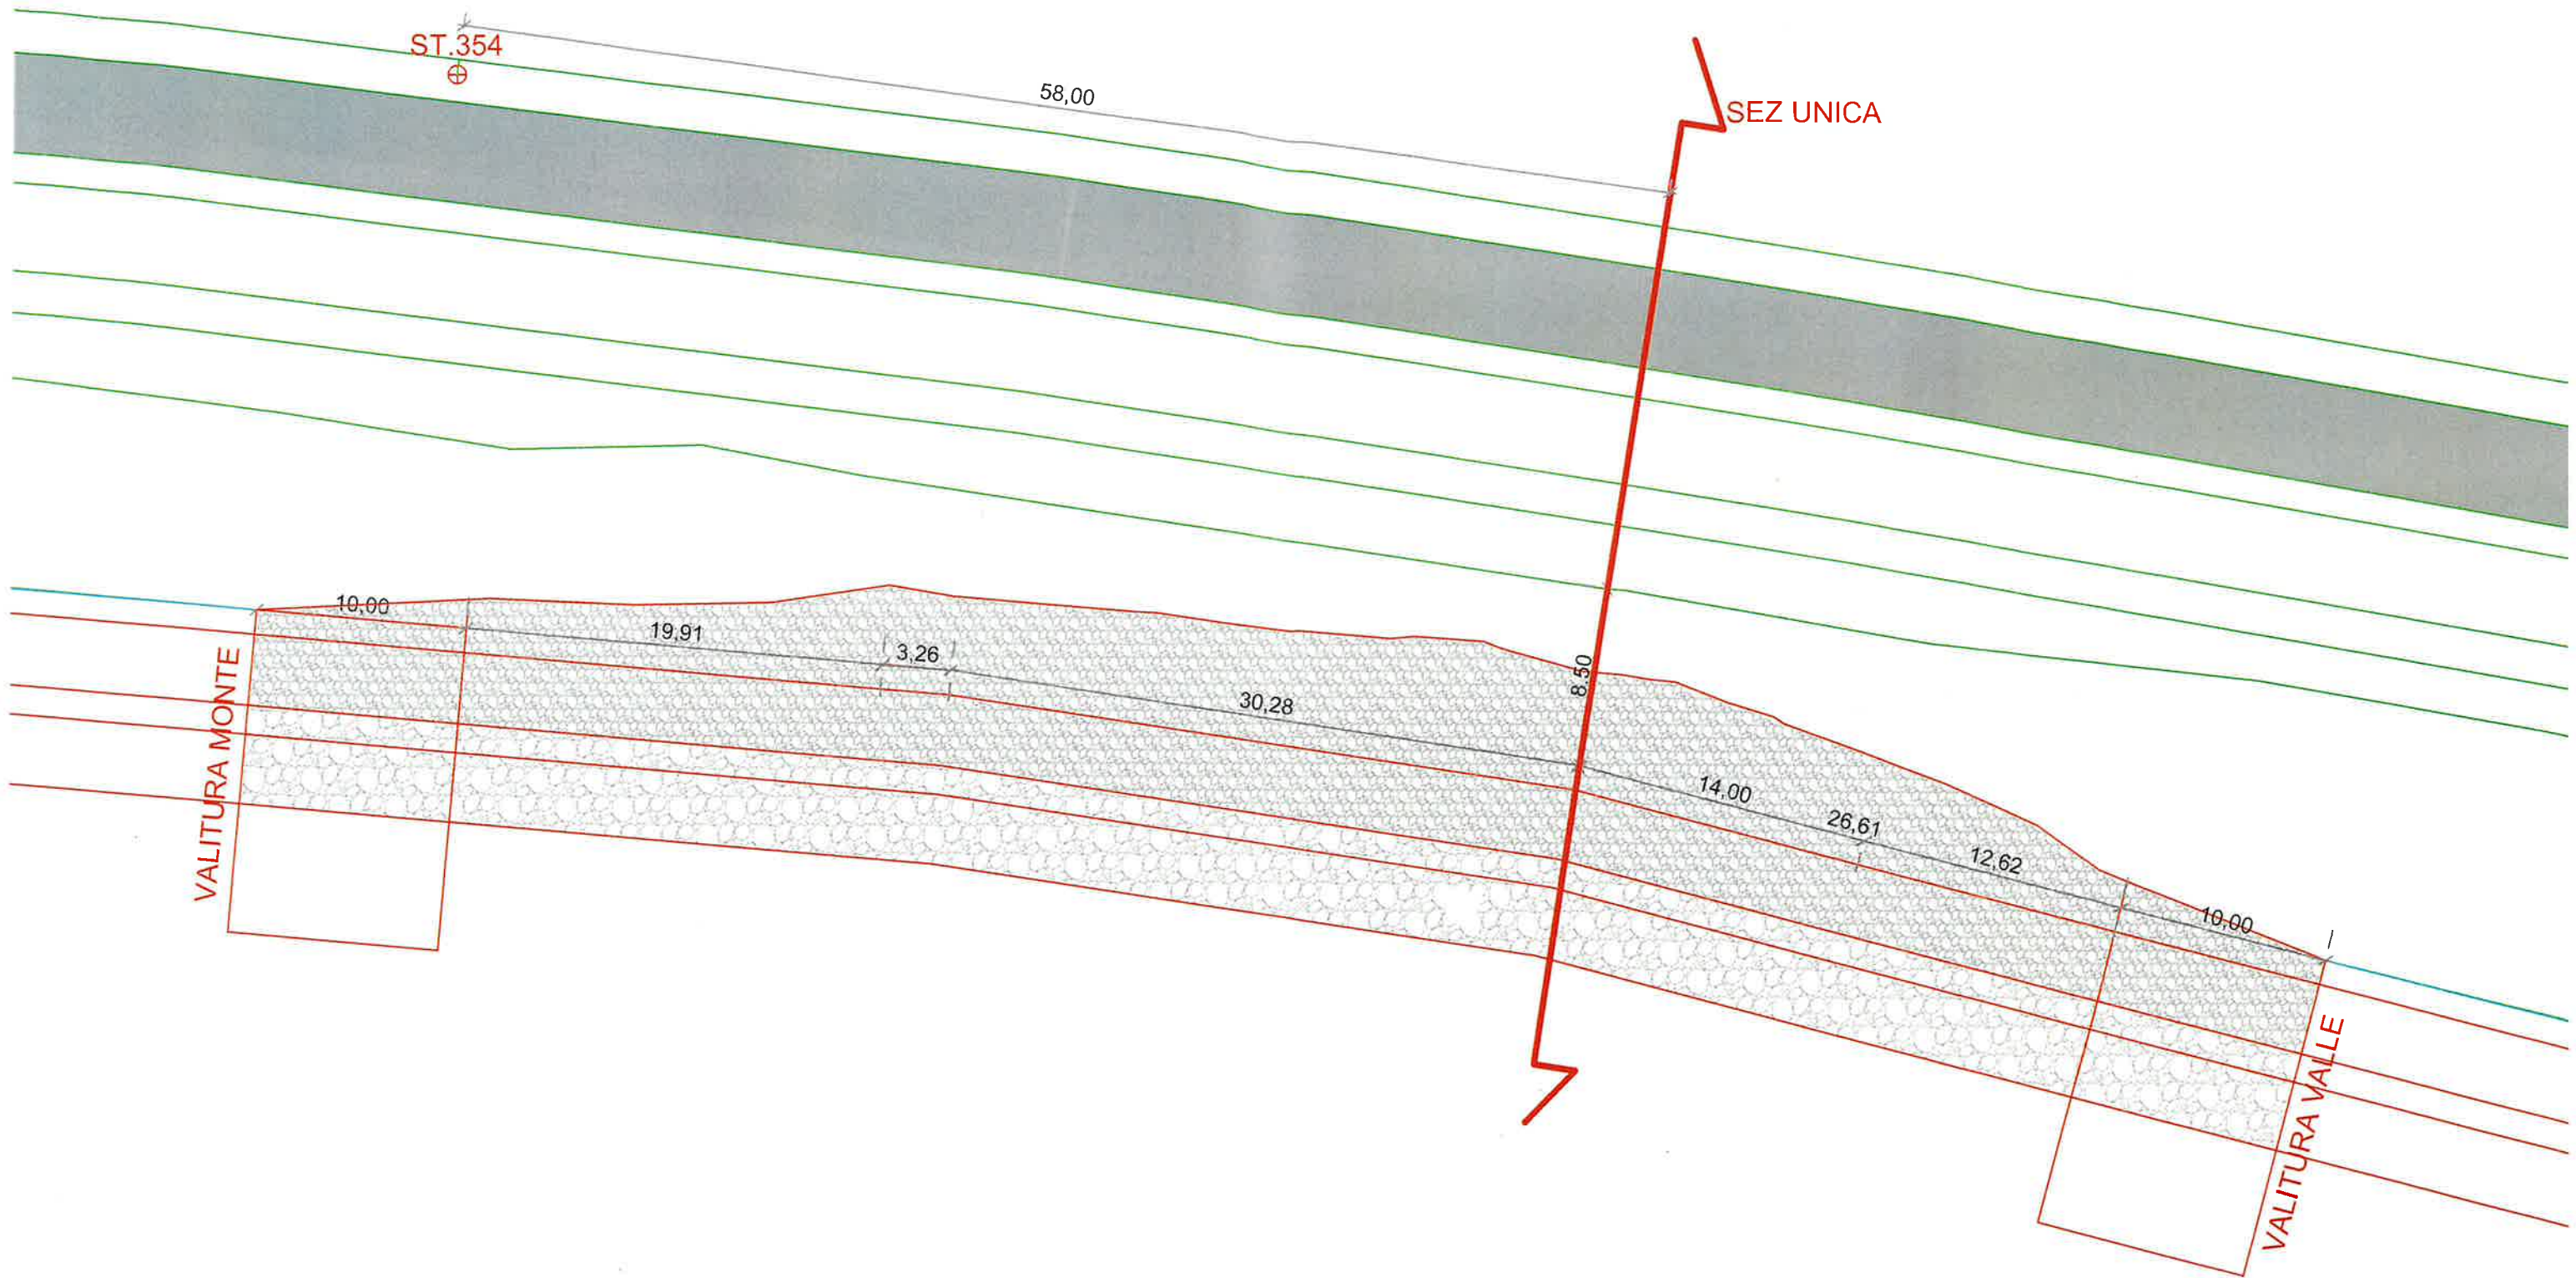 ST.354
58,00
SEZ UNICA
10,00
19,91
3,26
30,28
8.50
14,00
26,61
12,62
10,00
VALITURA MONTE
VALITURA VALLE